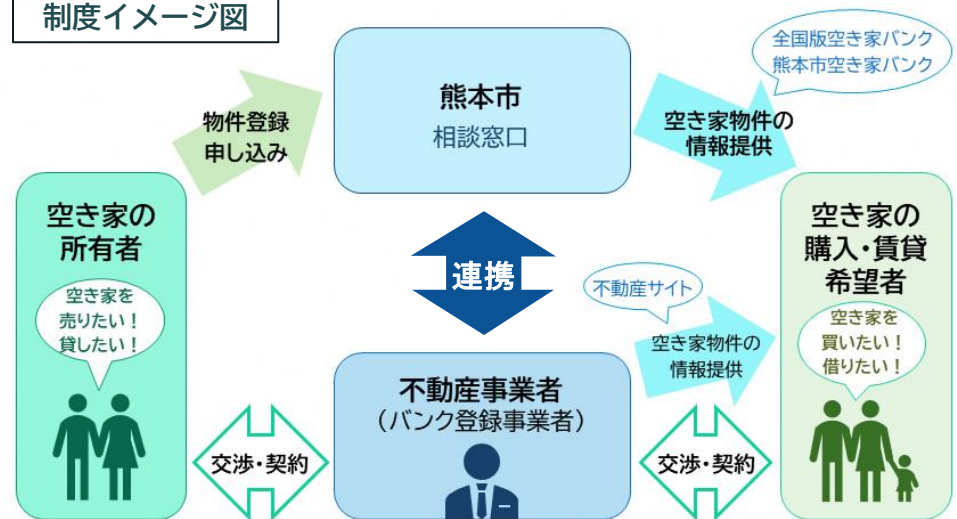 制度イメージ図
全国版空き家バンク
熊本市空き家バンク
熊本市
相談窓口
物件登録
申し込み
空き家物件の
情報提供
空き家の
所有者
空き家を
売りたい！
貸したい！
連携
空き家の
購入・賃貸
希望者
空き家を
買いたい！
借りたい！
不動産サイト
空き家物件の
情報提供
不動産事業者
（バンク登録事業者）
交渉・契約
交渉・契約